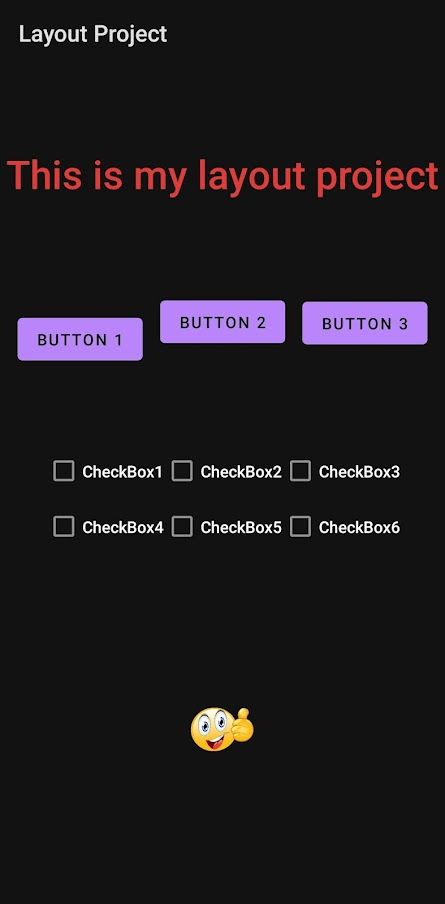 Layout Project
This is my layout project
BUTTON 1 BUTTON 2 BUTTON 3
CheckBox1 CheckBox2 CheckBox3
CheckBox4 CheckBox5 CheckBox6